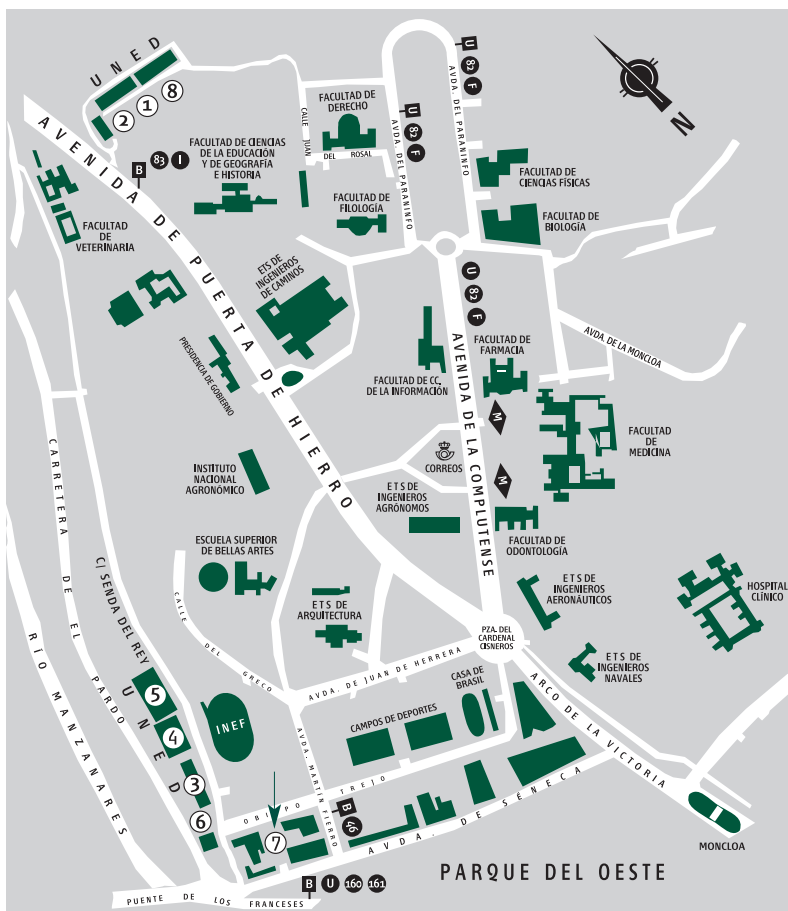 UNED
2
1
8
AVENIDA DE PUERTA DE HIERRO
B 83 I
FACULTAD DE CIENCIAS
DE LA EDUCACIÓN
Y DE GEOGRAFÍA
E HISTORIA
CALLE JUAN DEL ROSAL
FACULTAD DE
DERECHO
U 82 F
AVDA. DEL PARANINFO
U 82 F
AVDA. DEL PARANINFO
N
FACULTAD DE
CIENCIAS FÍSICAS
FACULTAD DE
BIOLOGÍA
FACULTAD DE
FILOLOGÍA
FACULTAD
DE
VETERINARIA
ETS DE
INGENIEROS
DE CAMINOS
PRESIDENCIA DE GOBIERNO
U 82 F
AVENIDA DE LA COMPLUTENSE
FACULTAD DE
FARMACIA
AVDA. DE LA MONCLOA
FACULTAD DE CC.
DE LA INFORMACIÓN
M
FACULTAD
DE
MEDICINA
CORREOS
M
INSTITUTO
NACIONAL
AGRONÓMICO
E T S DE
INGENIEROS
AGRÓNOMOS
FACULTAD DE
ODONTOLOGÍA
ESCUELA SUPERIOR
DE BELLAS ARTES
E T S DE
INGENIEROS
AERONÁUTICOS
HOSPITAL
CLÍNICO
E T S DE
ARQUITECTURA
PZA. DEL
CARDENAL
CISNEROS
E T S DE
INGENIEROS
NAVALES
CARRETERA DE EL PARDO
C/ SENDA DEL REY
RÍO MANZANARES
CALLE DEL GRECO
AVDA. DE JUAN DE HERRERA
CASA DE
BRASIL
ARCO DE LA VICTORIA
UNED
5
4
3
6
INEF
CAMPOS DE DEPORTES
AVDA. MARTÍN FIERRO
OBISPO TREJO
7
B 46
AVDA. DE SÉNECA
MONCLOA
PARQUE DEL OESTE
B U 160 161
PUENTE DE LOS FRANCESES